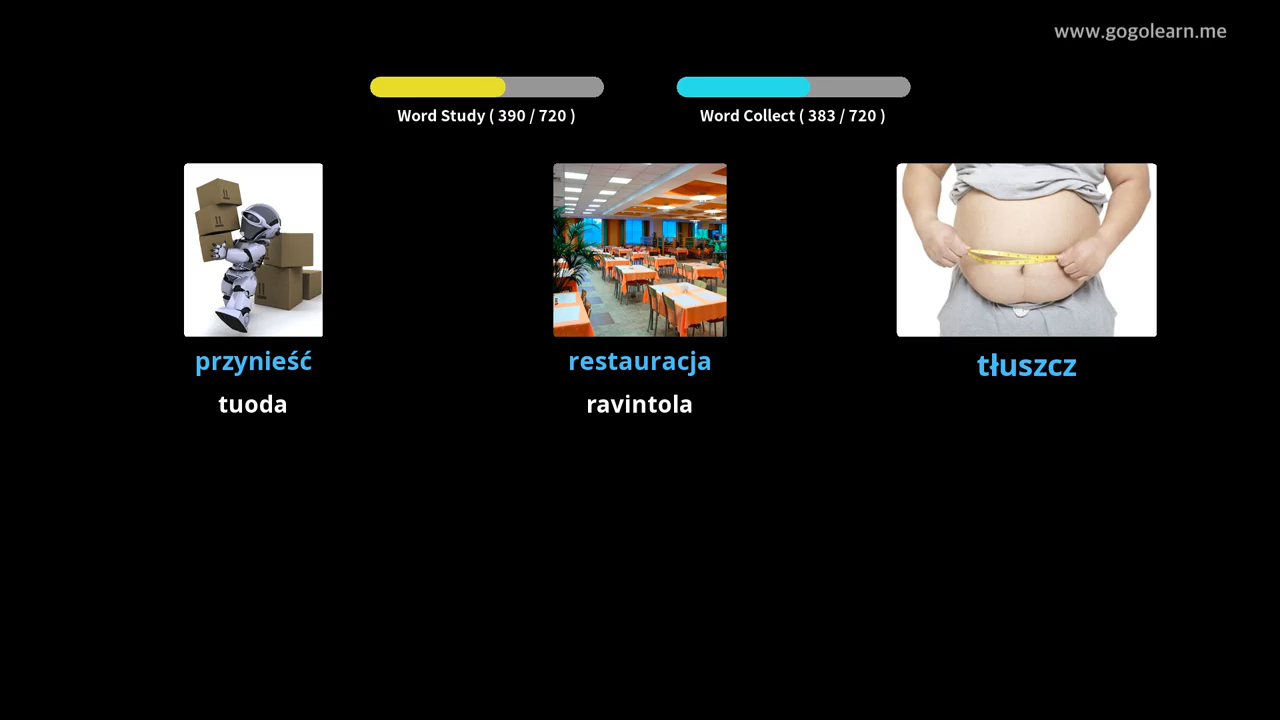 www.gogolearn.me
Word Study ( 390 / 720 )
Word Collect ( 383 / 720 )
przynieść
restauracja
tłuszcz
tuoda
ravintola